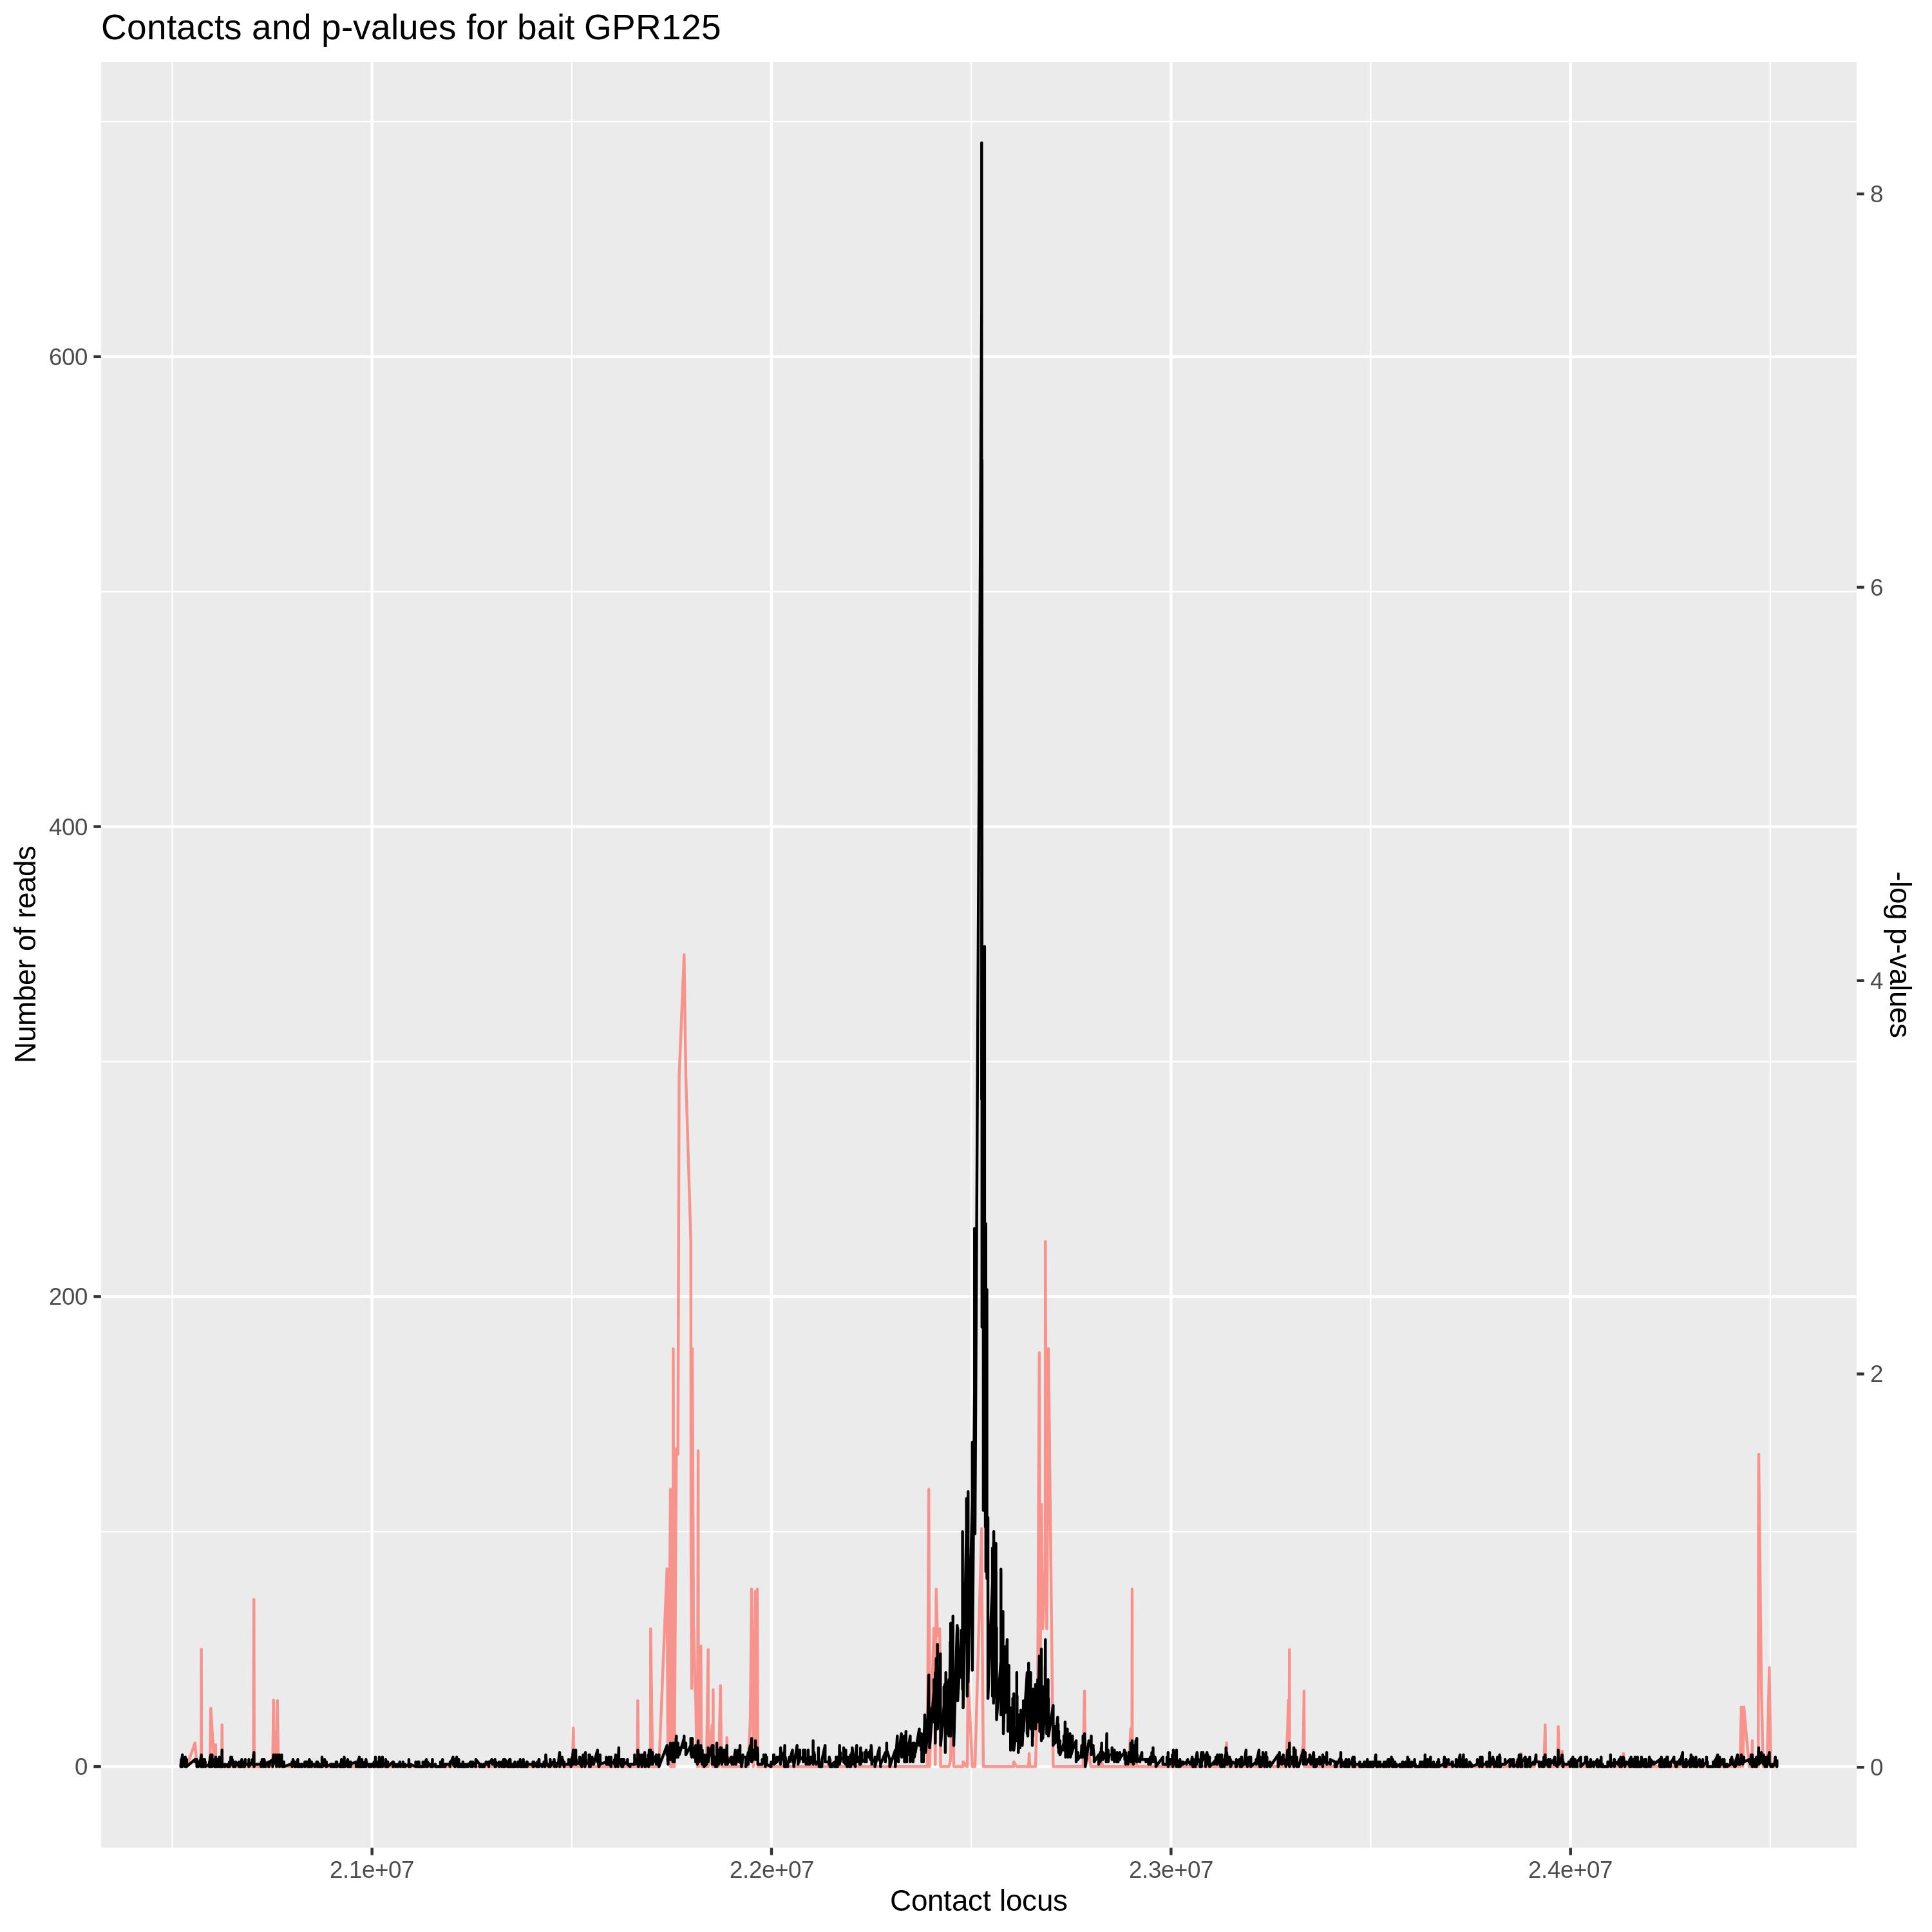 Contacts and p-values for bait GPR125
8
600
6
400
Number of reads
-log p-values
4
200
2
0
0
2.1e+07
2.2e+07
2.3e+07
2.4e+07
Contact locus